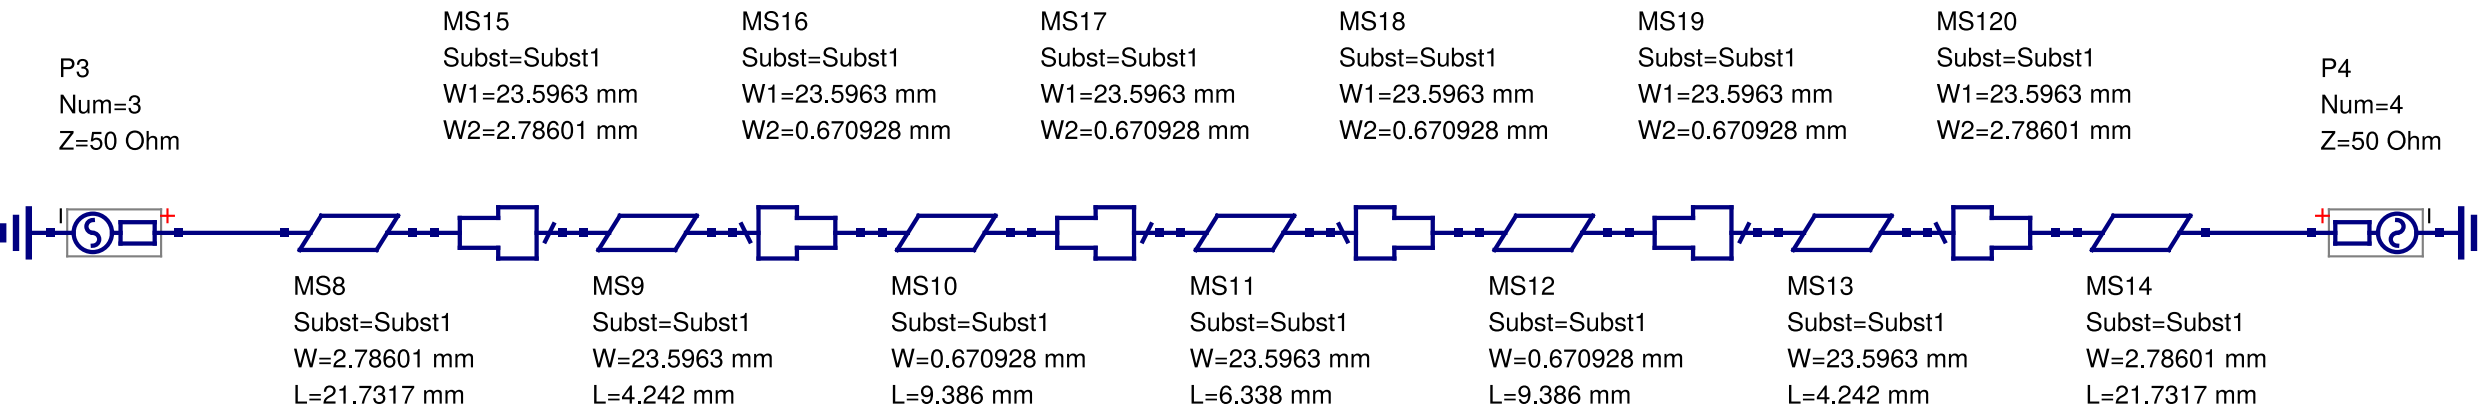 P3
Num=3
Z=50 Ohm
MS15
Subst=Subst1
W1=23.5963 mm
W2=2.78601 mm
MS16
Subst=Subst1
W1=23.5963 mm
W2=0.670928 mm
MS17
Subst=Subst1
W1=23.5963 mm
W2=0.670928 mm
MS18
Subst=Subst1
W1=23.5963 mm
W2=0.670928 mm
MS19
Subst=Subst1
W1=23.5963 mm
W2=0.670928 mm
MS120
Subst=Subst1
W1=23.5963 mm
W2=2.78601 mm
P4
Num=4
Z=50 Ohm
MS8
Subst=Subst1
W=2.78601 mm
L=21.7317 mm
MS9
Subst=Subst1
W=23.5963 mm
L=4.242 mm
MS10
Subst=Subst1
W=0.670928 mm
L=9.386 mm
MS11
Subst=Subst1
W=23.5963 mm
L=6.338 mm
MS12
Subst=Subst1
W=0.670928 mm
L=9.386 mm
MS13
Subst=Subst1
W=23.5963 mm
L=4.242 mm
MS14
Subst=Subst1
W=2.78601 mm
L=21.7317 mm